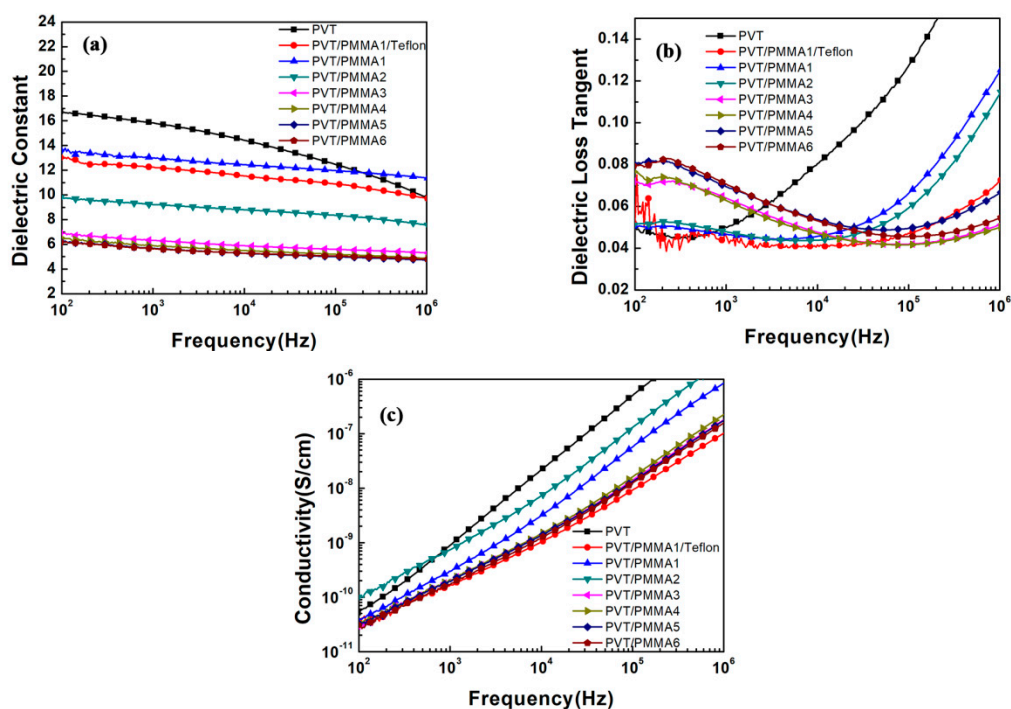 (a)
Dielectric Constant
24
22
20
18
16
14
12
10
8
6
4
2
PVT
PVT/PMMA1/Teflon
PVT/PMMA1
PVT/PMMA2
PVT/PMMA3
PVT/PMMA4
PVT/PMMA5
PVT/PMMA6
10² 10³ 10⁴ 10⁵ 10⁶
Frequency(Hz)
(b)
Dielectric Loss Tangent
0.14
0.12
0.10
0.08
0.06
0.04
0.02
0.00
PVT
PVT/PMMA1/Teflon
PVT/PMMA1
PVT/PMMA2
PVT/PMMA3
PVT/PMMA4
PVT/PMMA5
PVT/PMMA6
10² 10³ 10⁴ 10⁵ 10⁶
Frequency(Hz)
(c)
Conductivity(S/cm)
10⁻⁶
10⁻⁷
10⁻⁸
10⁻⁹
10⁻¹⁰
10⁻¹¹
PVT
PVT/PMMA1/Teflon
PVT/PMMA1
PVT/PMMA2
PVT/PMMA3
PVT/PMMA4
PVT/PMMA5
PVT/PMMA6
10² 10³ 10⁴ 10⁵ 10⁶
Frequency(Hz)